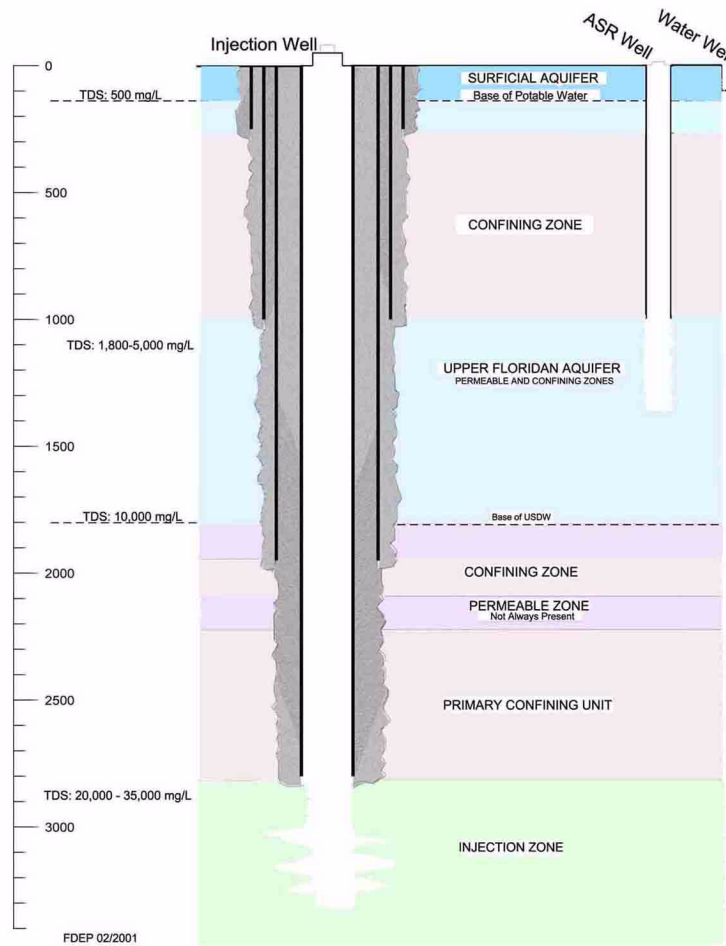 Injection Well
ASR Well
Water Well
0
SURFICIAL AQUIFER
TDS: 500 mg/L
Base of Potable Water
500
CONFINING ZONE
1000
TDS: 1,800-5,000 mg/L
UPPER FLORIDAN AQUIFER
PERMEABLE AND CONFINING ZONES
1500
TDS: 10,000 mg/L
Base of USDW
2000
CONFINING ZONE
PERMEABLE ZONE
Not Always Present
2500
PRIMARY CONFINING UNIT
TDS: 20,000 - 35,000 mg/L
3000
INJECTION ZONE
FDEP 02/2001